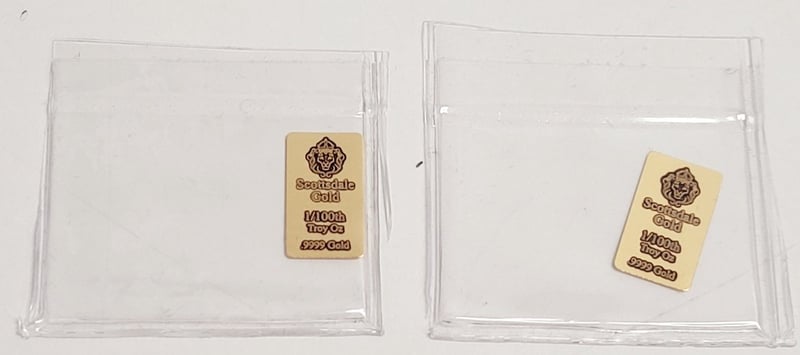 Scottsdale
Gold
1/100th
Troy Oz
.9999 Gold
Scottsdale
Gold
1/100th
Troy Oz
.9999 Gold